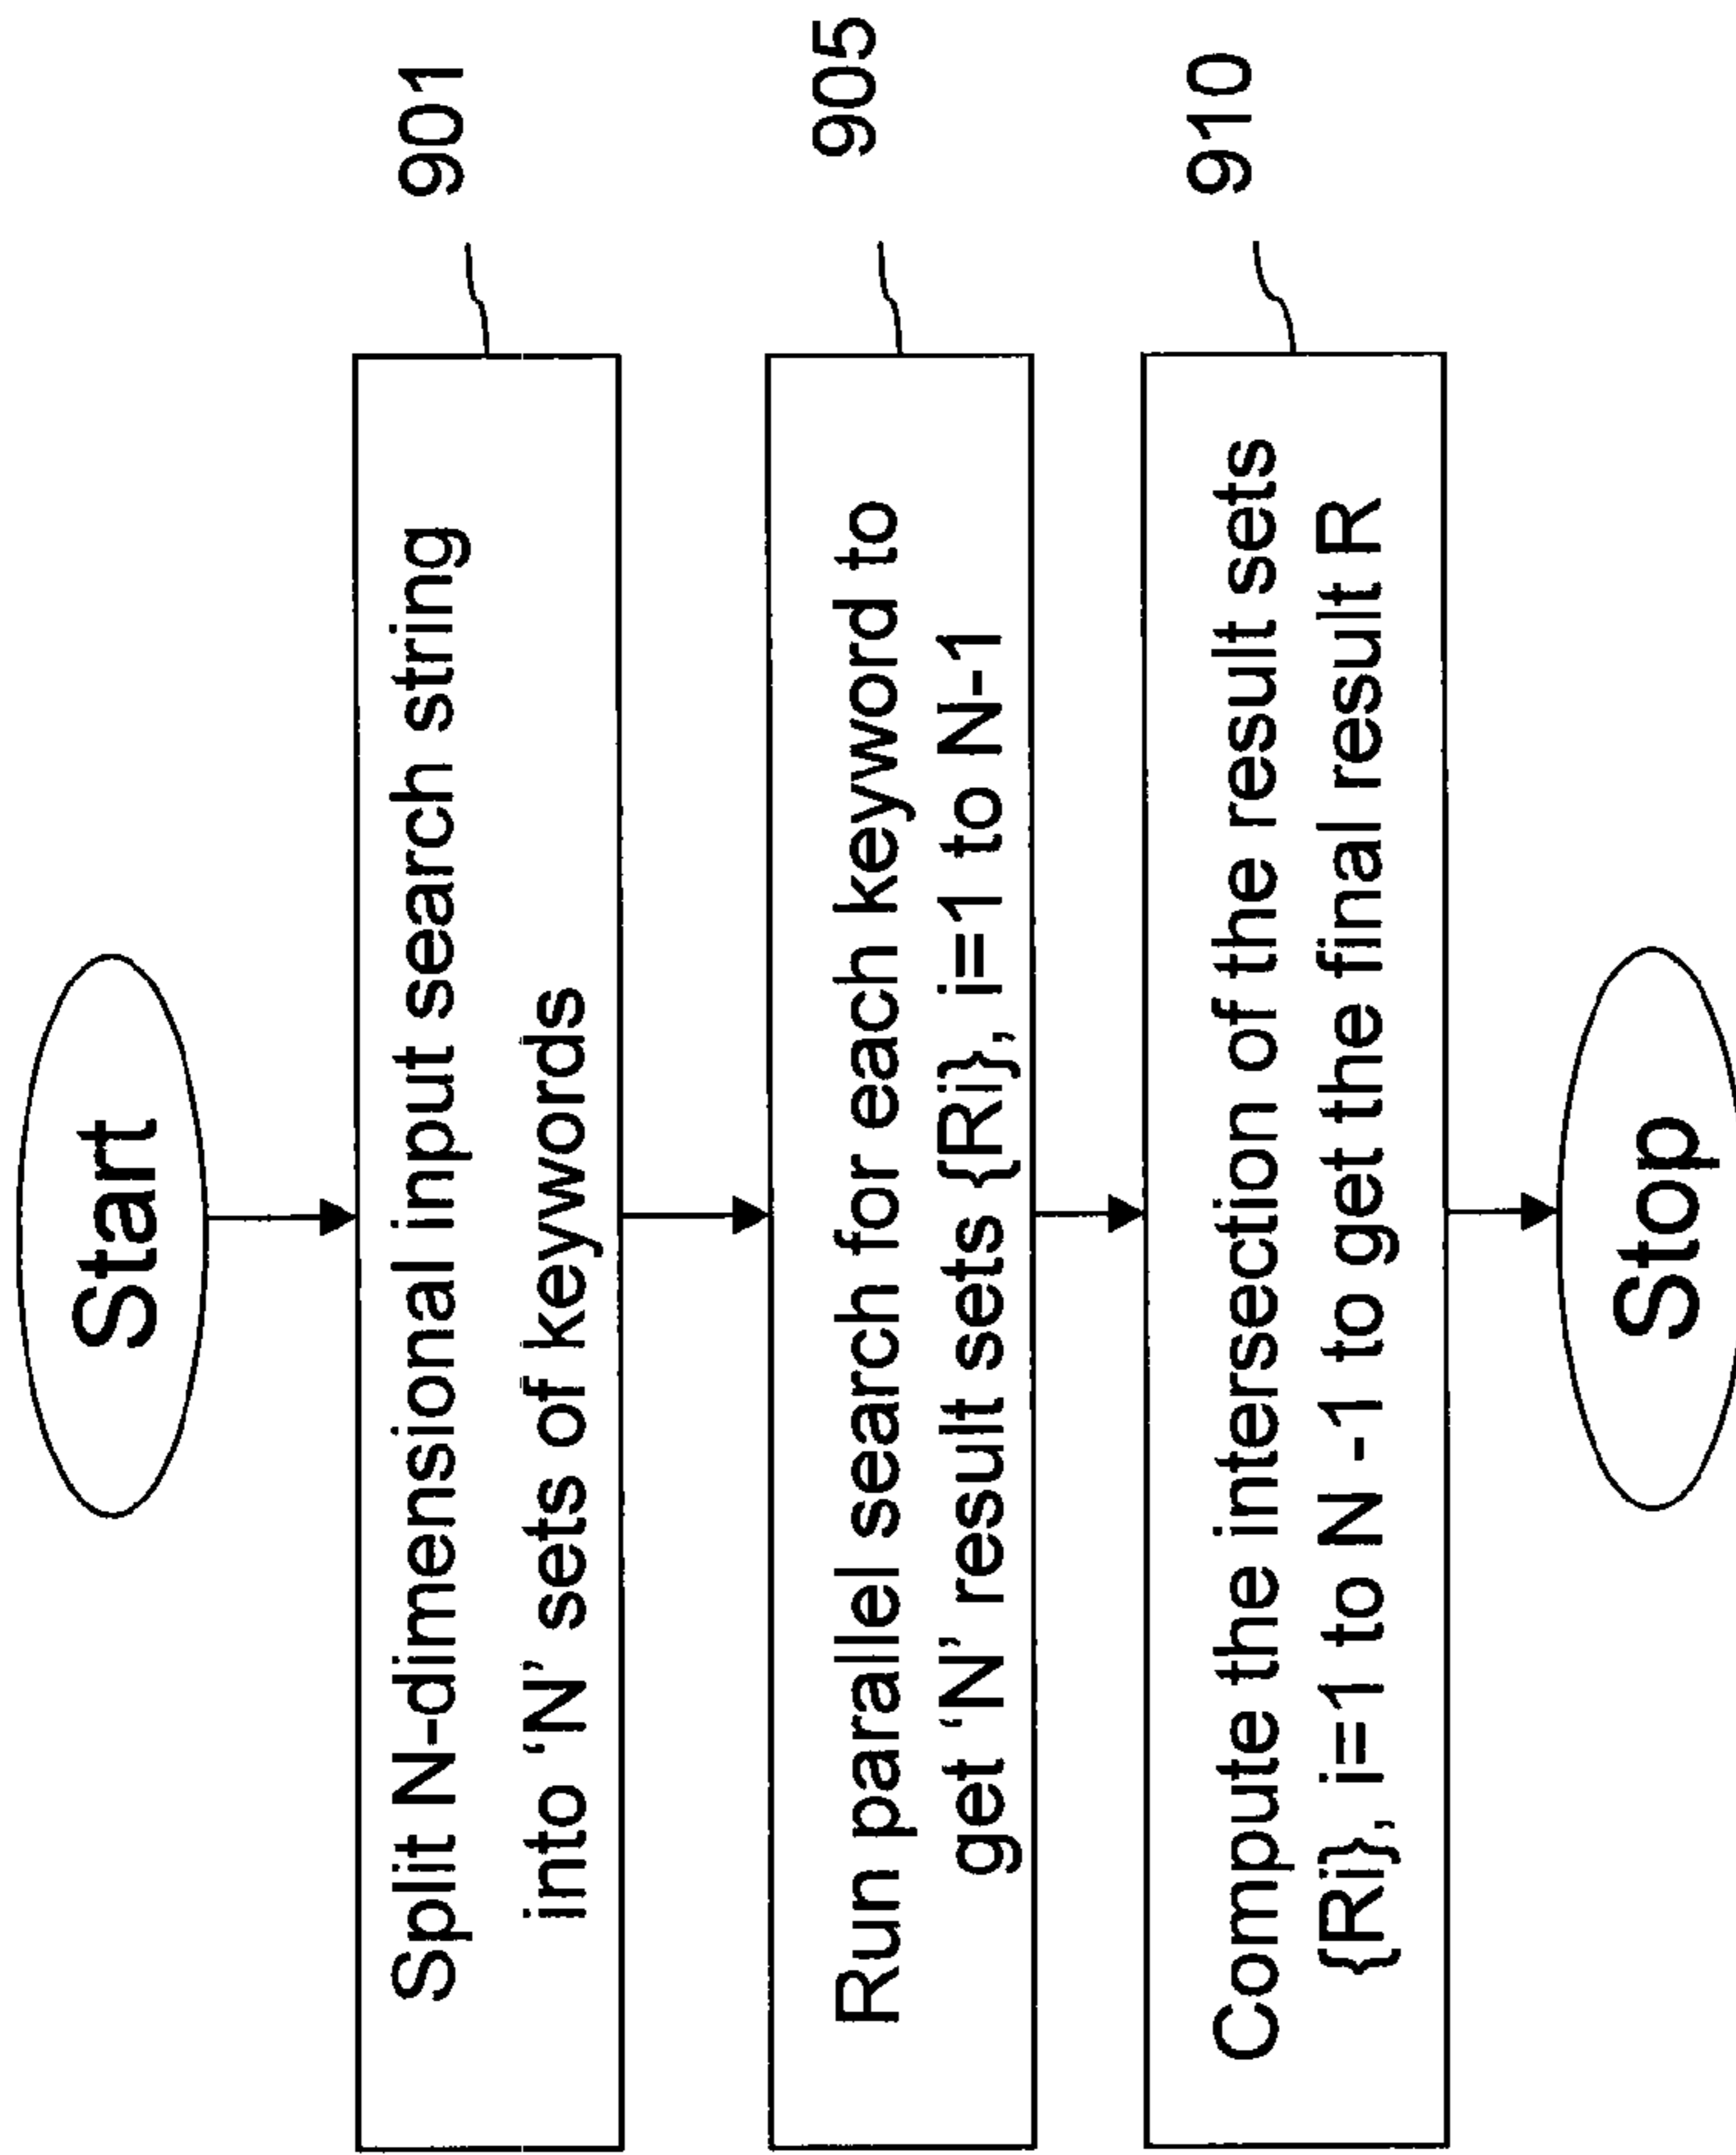 Start
Split N-dimensional input search string
into ‘N’ sets of keywords
901
Run parallel search for each keyword to
get ‘N’ result sets {Ri}, i=1 to N-1
905
Compute the intersection of the result sets
{Ri}, i=1 to N -1 to get the final result R
910
Stop